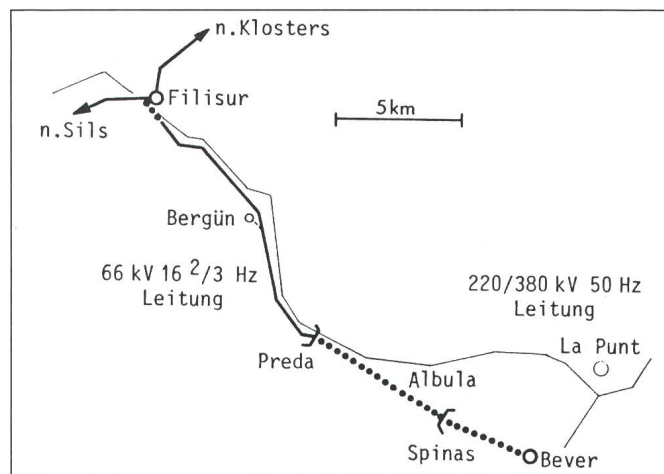 n.Klosters
Filisur
5km
n.Sils
Bergün
66 kV 16 2/3 Hz
Leitung
220/380 kV 50 Hz
Leitung
La Punt
Preda
Albula
Spinas
Bever